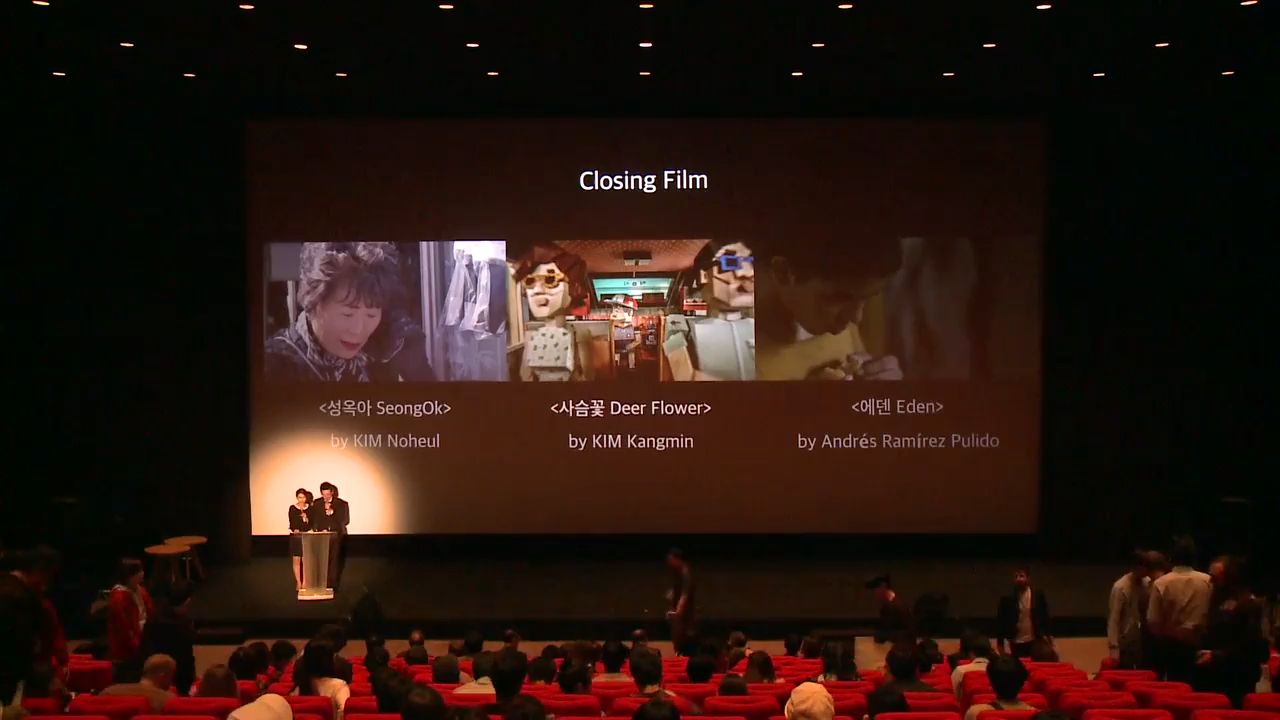 Closing Film
<성옥아 SeongOk>
<사슴꽃 Deer Flower>
<에덴 Eden>
by KIM Noheul
by KIM Kangmin
by Andrés Ramírez Pulido